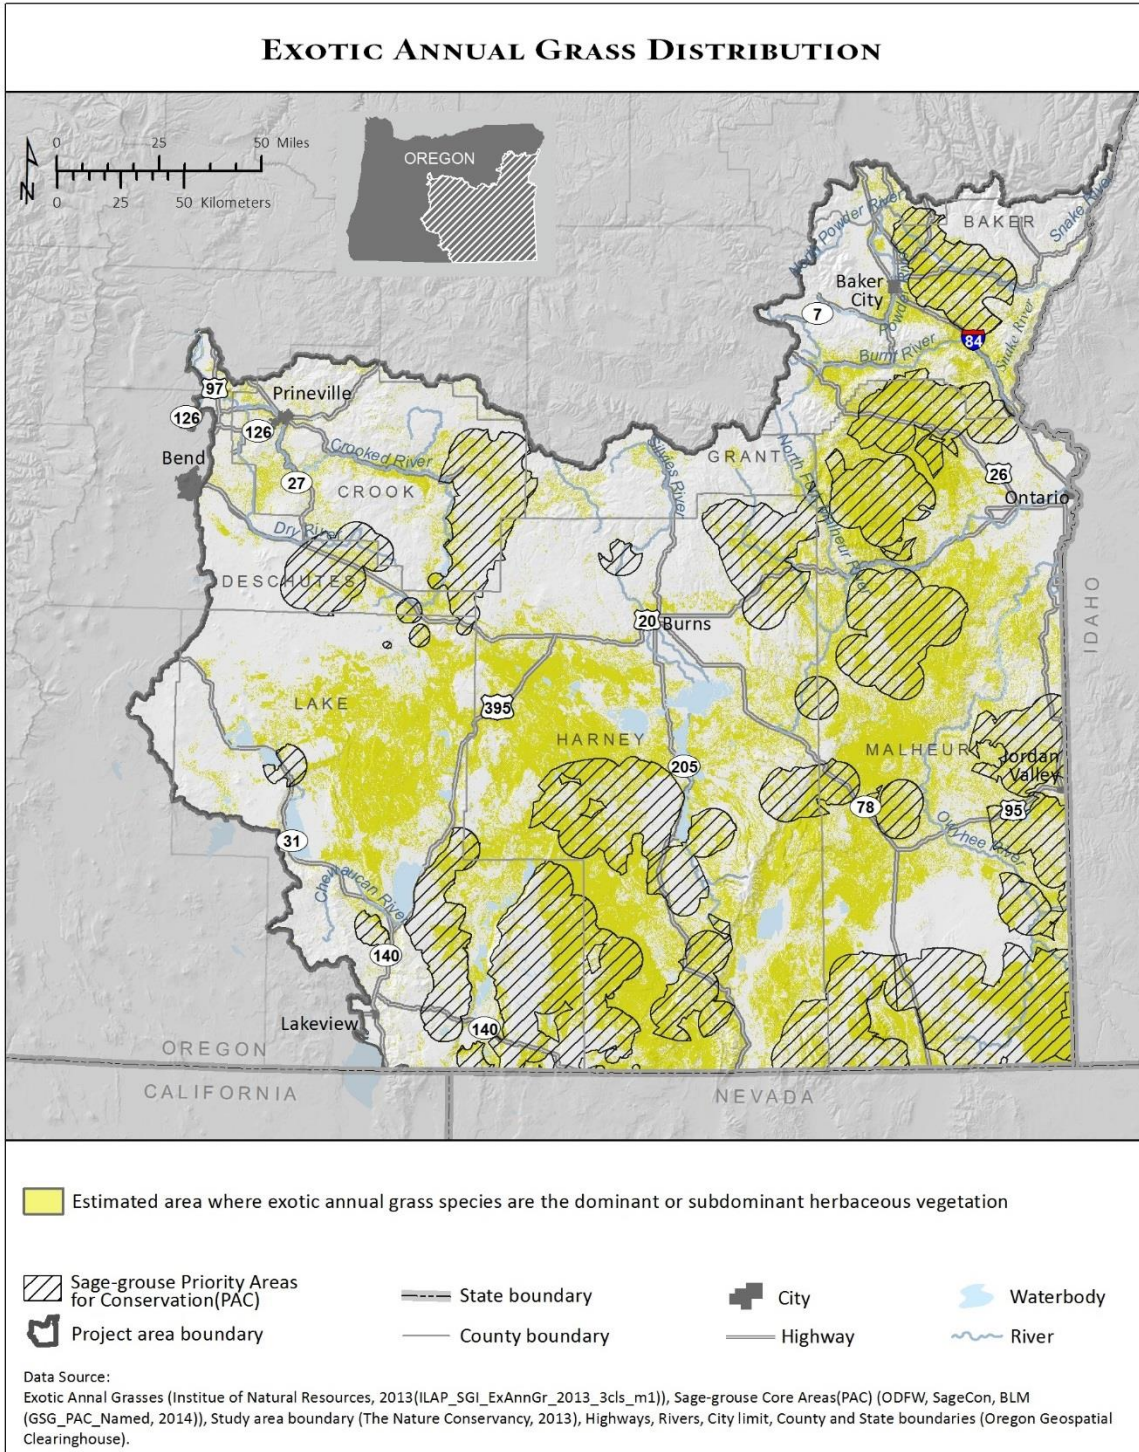 EXOTIC ANNUAL GRASS DISTRIBUTION
0 25 50 Miles
0 25 50 Kilometers
N
OREGON
BAKER
North Powder River
Snake River
Baker City
Powder River
7
84
Burnt River
Snake River
97
Prineville
126
126
Bend
Crooked River
27
CROOK
Silvies River
GRANT
North Fork Malheur River
26
Ontario
Dry River
DESCHUTES
IDAHO
20
Burns
LAKE
395
HARNEY
MALHEUR
205
Jordan Valley
78
95
Owyhee River
31
Chewaucan River
140
Lakeview
140
OREGON
CALIFORNIA
NEVADA
Estimated area where exotic annual grass species are the dominant or subdominant herbaceous vegetation
Sage-grouse Priority Areas
for Conservation(PAC)
State boundary
City
Waterbody
Project area boundary
County boundary
Highway
River
Data Source:
Exotic Annal Grasses (Institue of Natural Resources, 2013(ILAP_SGI_ExAnnGr_2013_3cls_m1)), Sage-grouse Core Areas(PAC) (ODFW, SageCon, BLM
(GSG_PAC_Named, 2014)), Study area boundary (The Nature Conservancy, 2013), Highways, Rivers, City limit, County and State boundaries (Oregon Geospatial
Clearinghouse).